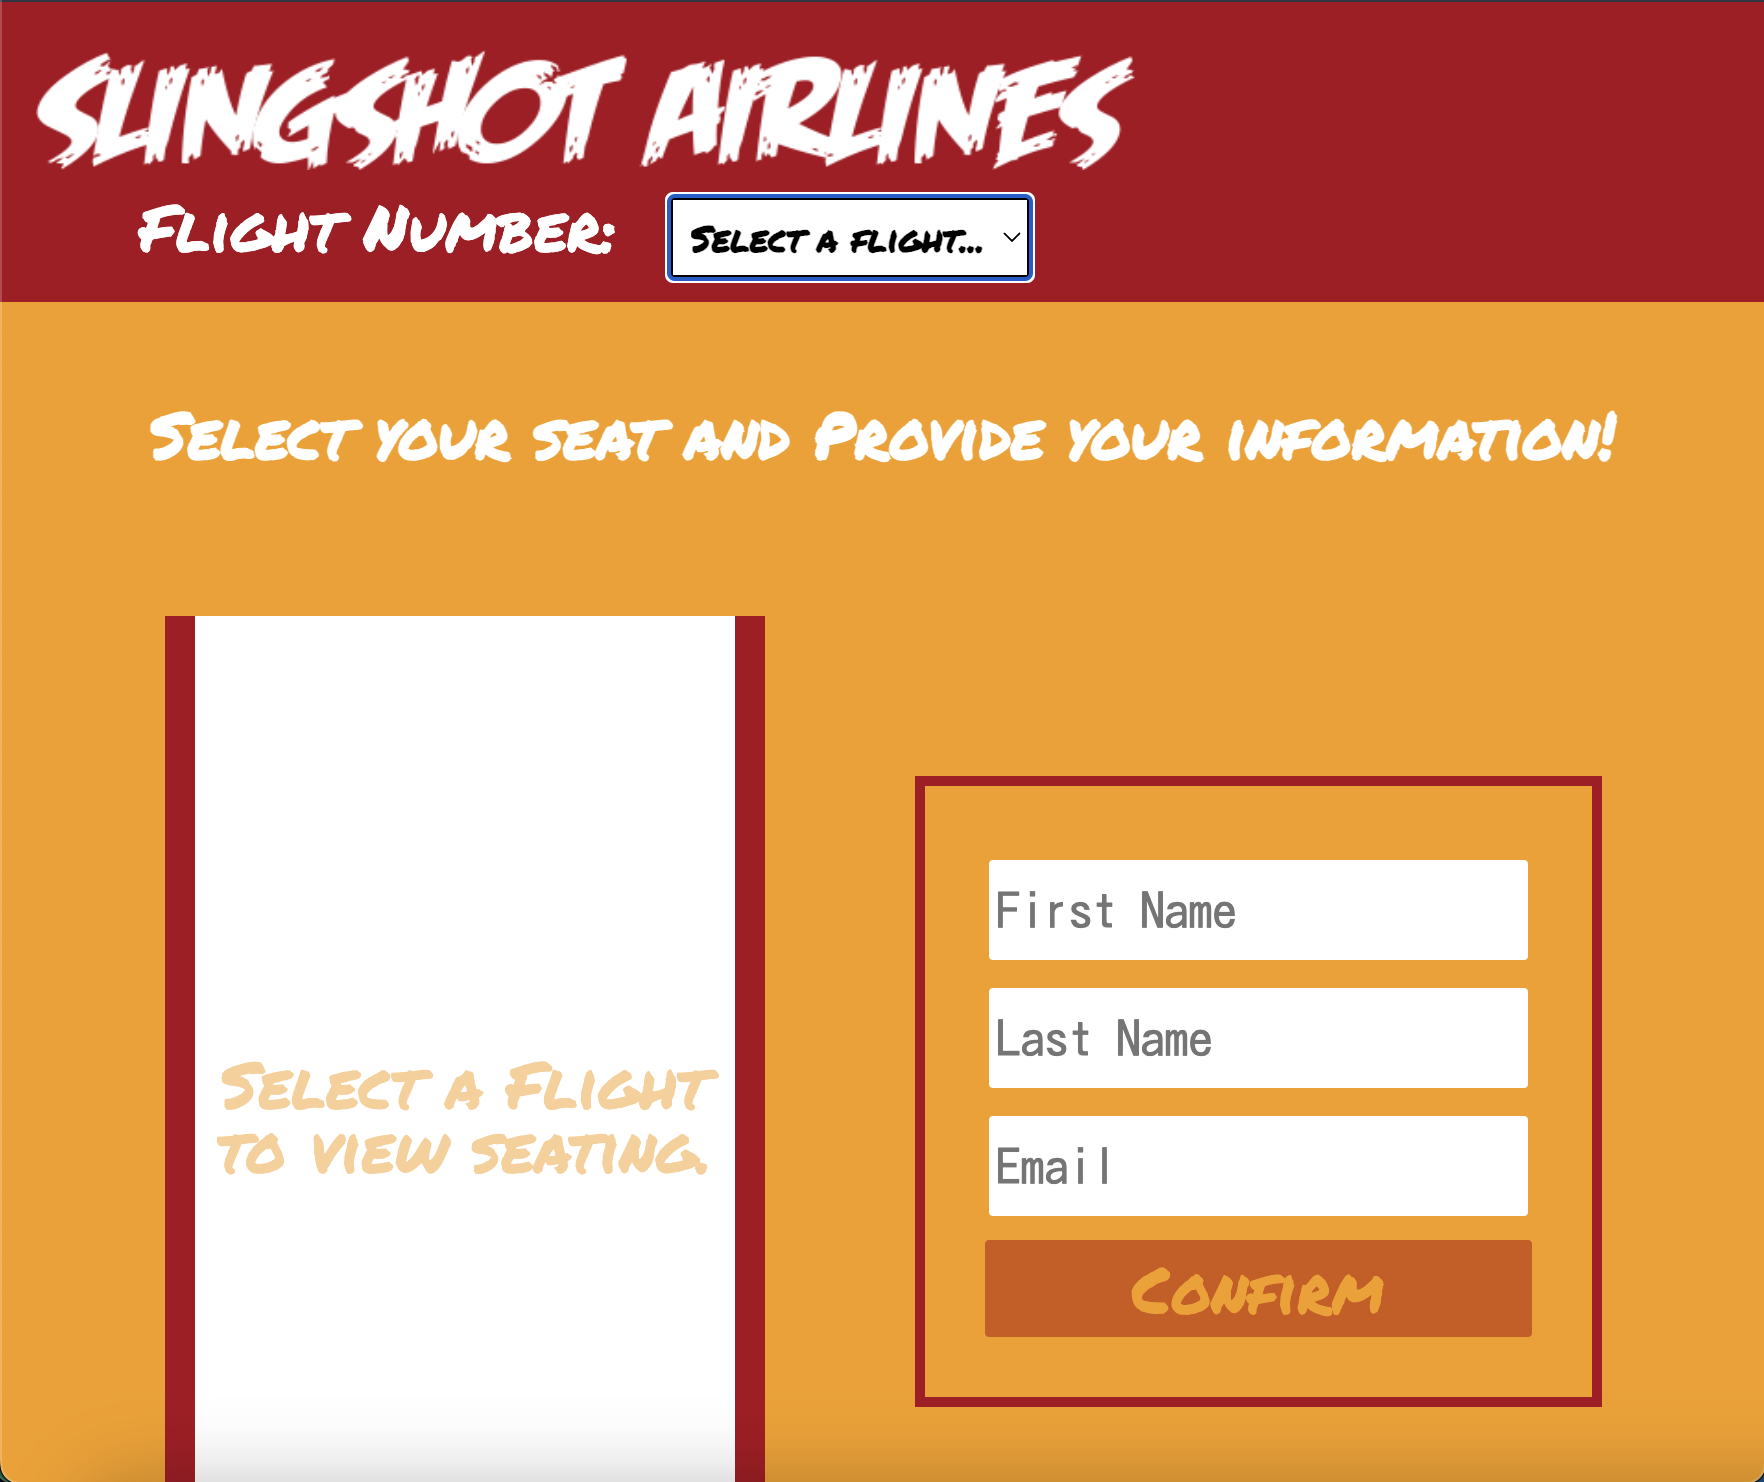 SLINGSHOT AIRLINES
Flight Number:
Select a flight...
Select your seat and Provide your information!
Select a Flight
to view seating.
First Name
Last Name
Email
Confirm